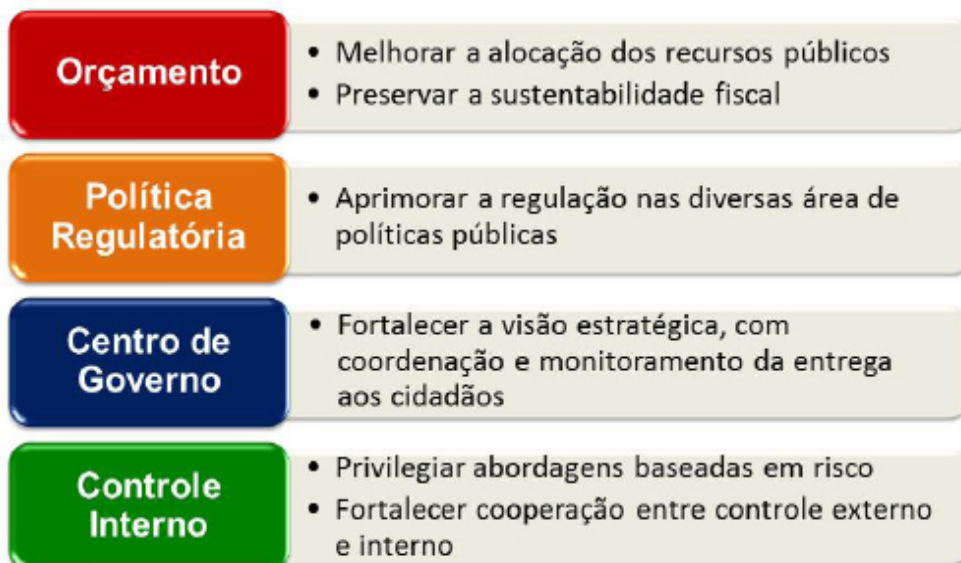 Orçamento
• Melhorar a alocação dos recursos públicos
• Preservar a sustentabilidade fiscal
Política
Regulatória
• Aprimorar a regulação nas diversas área de
políticas públicas
Centro de
Governo
• Fortalecer a visão estratégica, com
coordenação e monitoramento da entrega
aos cidadãos
Controle
Interno
• Privilegiar abordagens baseadas em risco
• Fortalecer cooperação entre controle externo
e interno